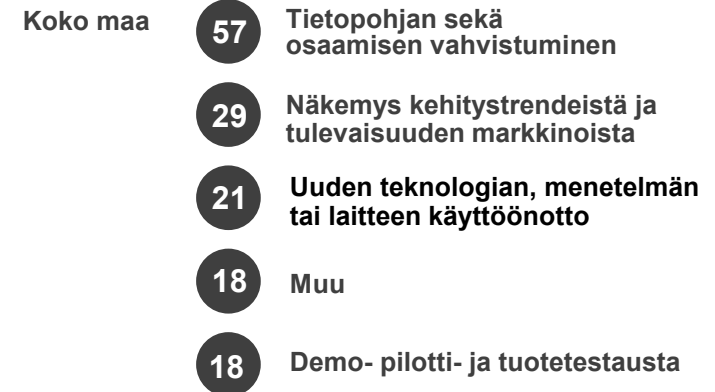 Koko maa
57
Tietopohjan sekä
osaamisen vahvistuminen
29
Näkemys kehitystrendeistä ja
tulevaisuuden markkinoista
21
Uuden teknologian, menetelmän
tai laitteen käyttöönotto
18
Muu
18
Demo- pilotti- ja tuotetestausta